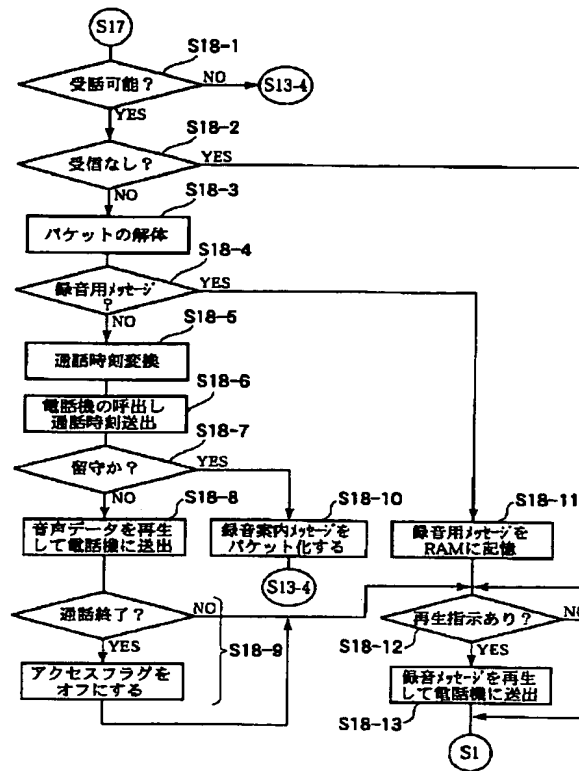 S17
S18-1
受話可能？
NO
S13-4
YES
S18-2
受信なし？
YES
NO
S18-3
パケットの解体
S18-4
録音用ﾒｯｾｰｼﾞ
？
YES
NO
S18-5
通話時刻変換
S18-6
電話機の呼出し
通話時刻送出
S18-7
留守か？
YES
NO
S18-8
音声データを再生
して電話機に送出
S18-10
録音案内ﾒｯｾｰｼﾞを
パケット化する
S13-4
S18-11
録音用ﾒｯｾｰｼﾞを
RAMに記憶
通話終了？
NO
YES
S18-9
アクセスフラグを
オフにする
再生指示あり？
NO
S18-12
YES
録音ﾒｯｾｰｼﾞを再生
して電話機に送出
S18-13
S1